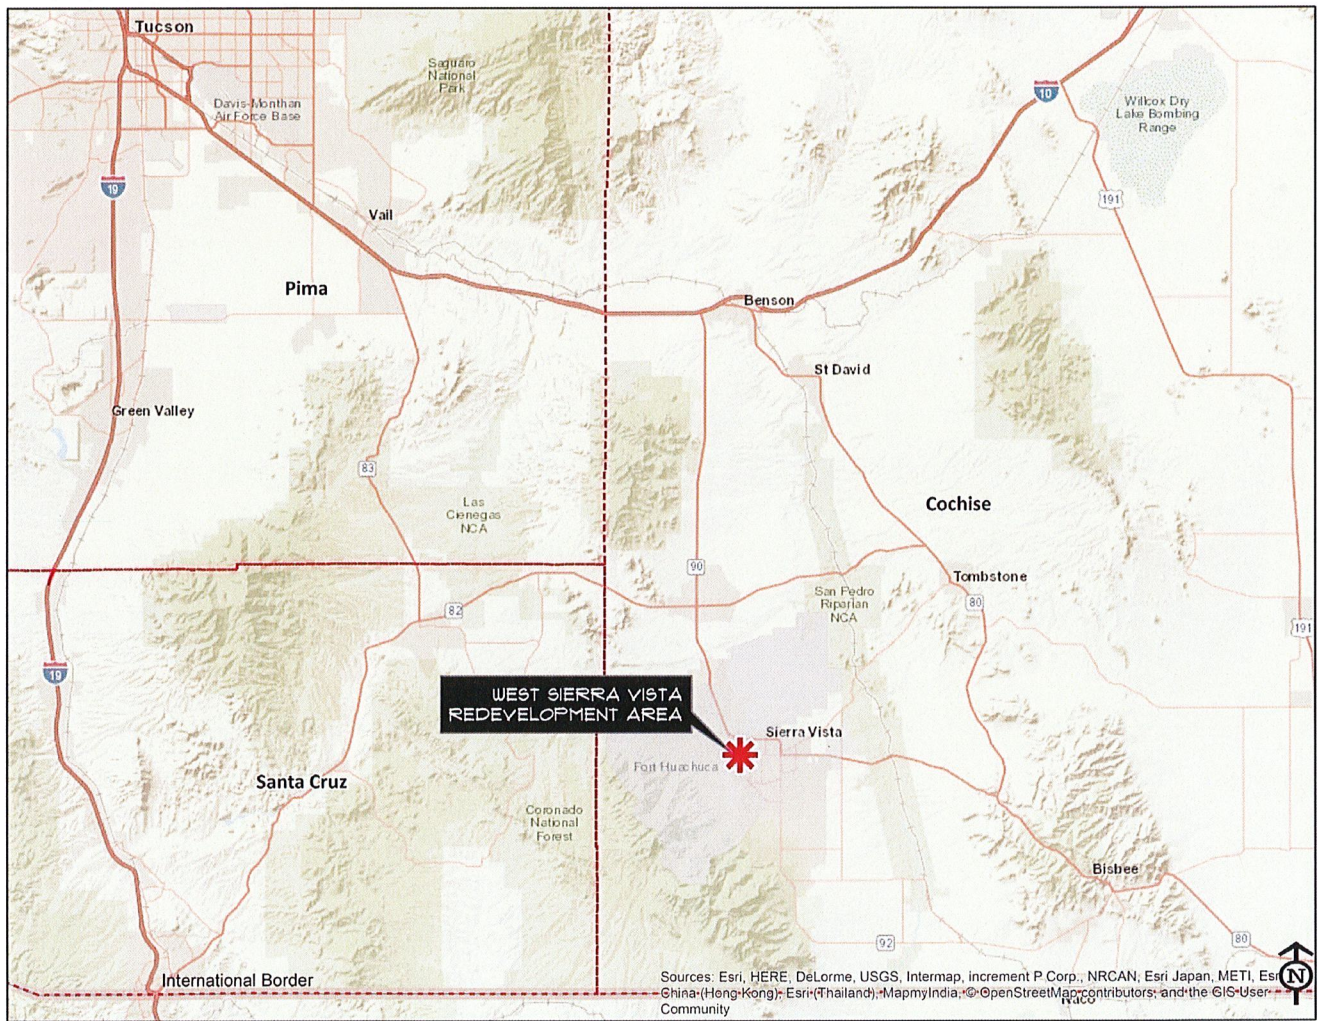 Tucson
Saguaro
National
Park
10
Willcox Dry
Lake Bombing
Range
Davis-Monthan
Air Force Base
19
191
Vail
Pima
Benson
St David
Green Valley
83
Las
Cienegas
NCA
Cochise
90
Tombstone
San Pedro
Riparian
NCA
80
82
191
19
WEST SIERRA VISTA
REDEVELOPMENT AREA
Sierra Vista
Fort Huachuca
Santa Cruz
Coronado
National
Forest
Bisbee
92
80
International Border
N
Sources: Esri, HERE, DeLorme, USGS, Intermap, increment P Corp., NRCAN, Esri Japan, METI, Esri
China (Hong Kong), Esri (Thailand), MapmyIndia, © OpenStreetMap contributors, and the GIS User
Community
Naco